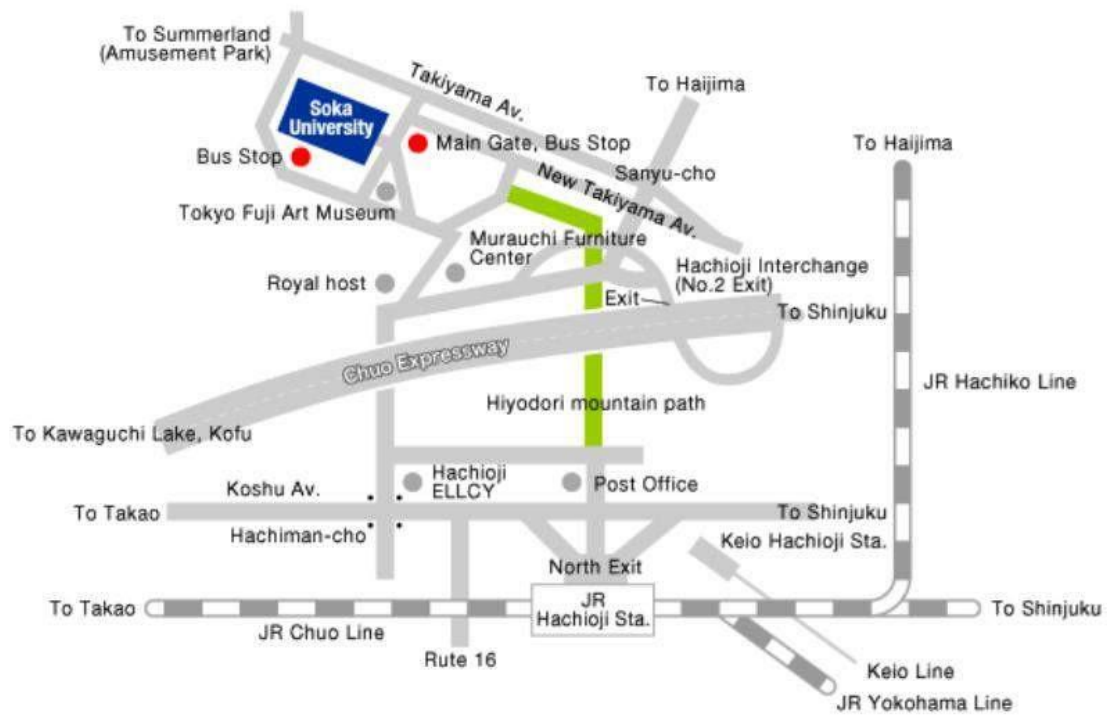 To Summerland
(Amusement Park)
Takiyama Av.
To Haijima
Soka
University
Main Gate, Bus Stop
To Haijima
Bus Stop
Sanyu-cho
New Takiyama Av.
Tokyo Fuji Art Museum
Murauchi Furniture
Center
Hachioji Interchange
(No.2 Exit)
Royal host
Exit
To Shinjuku
Chuo Expressway
JR Hachiko Line
Hiyodori mountain path
To Kawaguchi Lake, Kofu
Hachioji
ELLCY
Post Office
Koshu Av.
To Takao
To Shinjuku
Hachiman-cho
Keio Hachioji Sta.
North Exit
To Takao
JR
Hachioji Sta.
To Shinjuku
JR Chuo Line
Rute 16
Keio Line
JR Yokohama Line